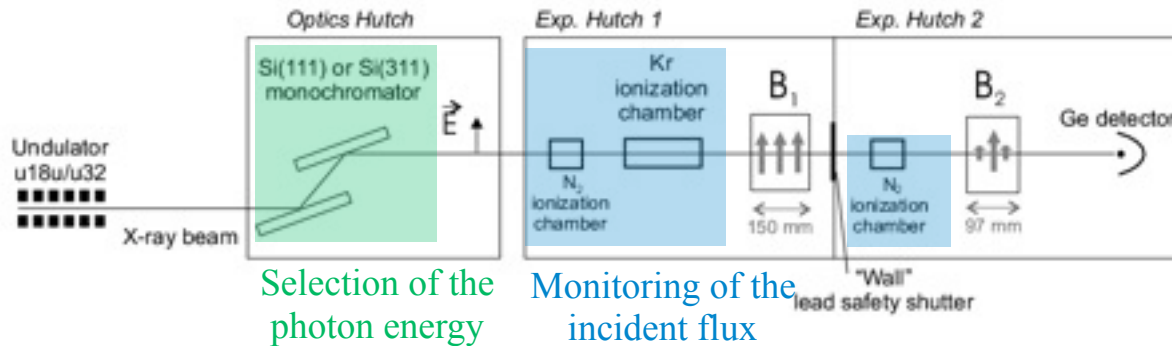 Optics Hutch
Exp. Hutch 1
Exp. Hutch 2
Si(111) or Si(311)
monochromator
E
Kr
ionization
chamber
B1
B2
Ge detector
Undulator
u18u/u32
N2
ionization
chamber
N2
ionization
chamber
150 mm
97 mm
X-ray beam
"Wall"
lead safety shutter
Selection of the
photon energy
Monitoring of the
incident flux